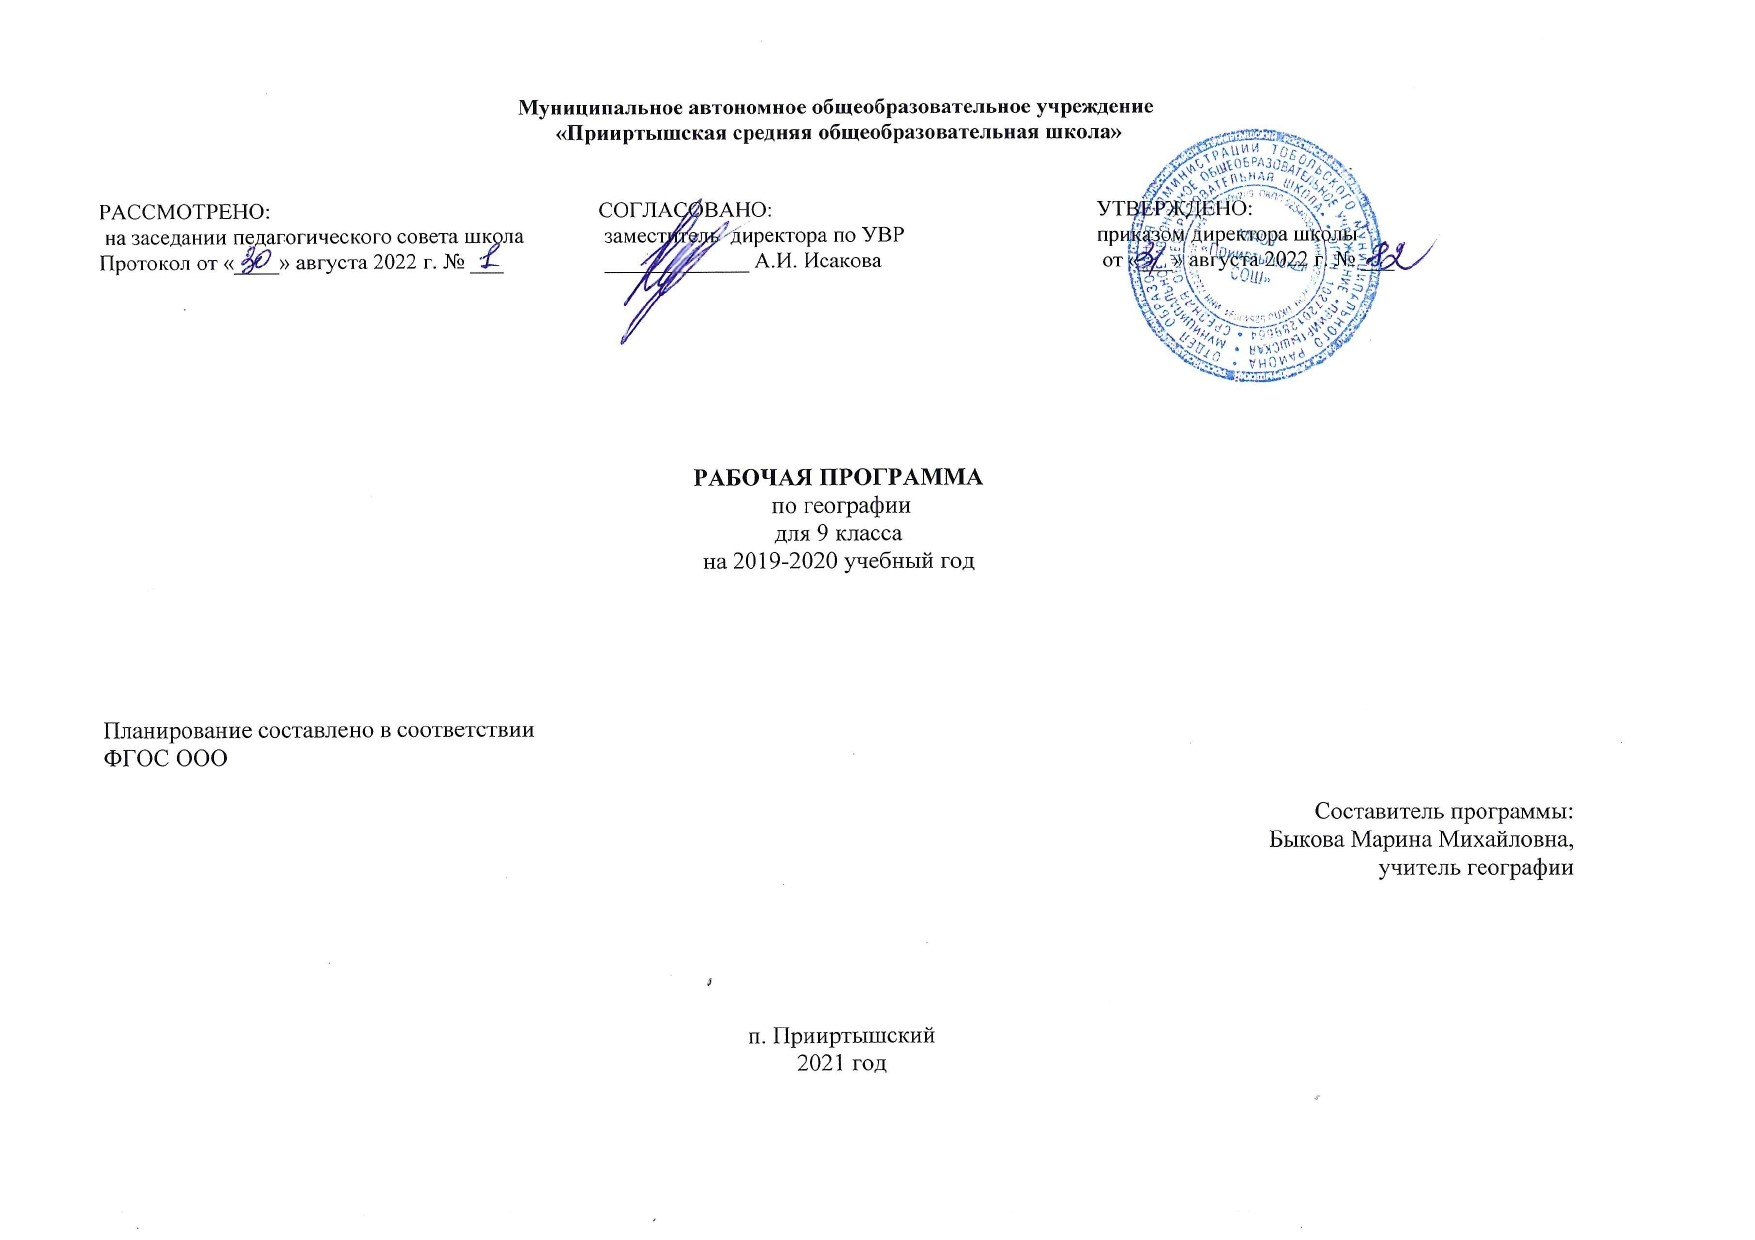 Муниципальное автономное общеобразовательное учреждение
«Прииртышская средняя общеобразовательная школа»
РАССМОТРЕНО:
на заседании педагогического совета школа
Протокол от «30» августа 2022 г. № 1
СОГЛАСОВАНО:
заместитель директора по УВР
А.И. Исакова
УТВЕРЖДЕНО:
приказом директора школы
от «31» августа 2022 г. № 82
РАБОЧАЯ ПРОГРАММА
по географии
для 9 класса
на 2019-2020 учебный год
Планирование составлено в соответствии
ФГОС ООО
Составитель программы:
Быкова Марина Михайловна,
учитель географии
п. Прииртышский
2021 год